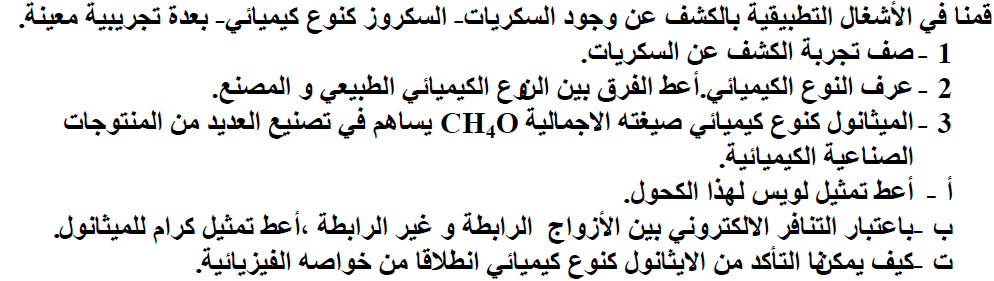 قمنا في الأشغال التطبيقية بالكشف عن وجود السكريات- السكروز كنوع كيميائي- بعدة تجريبية معينة.
1 - صف تجربة الكشف عن السكريات.
2 - عرف النوع الكيميائي.أعط الفرق بين النوع الكيميائي الطبيعي و المصنع.
3 - الميثانول كنوع كيميائي صيغته الاجمالية CH₄O يساهم في تصنيع العديد من المنتوجات
الصناعية الكيميائية.
أ - أعط تمثيل لويس لهذا الكحول.
ب -باعتبار التنافر الالكتروني بين الأزواج الرابطة و غير الرابطة ،أعط تمثيل كرام للميثانول.
ت -كيف يمكننا التأكد من الايثانول كنوع كيميائي انطلاقا من خواصه الفيزيائية.